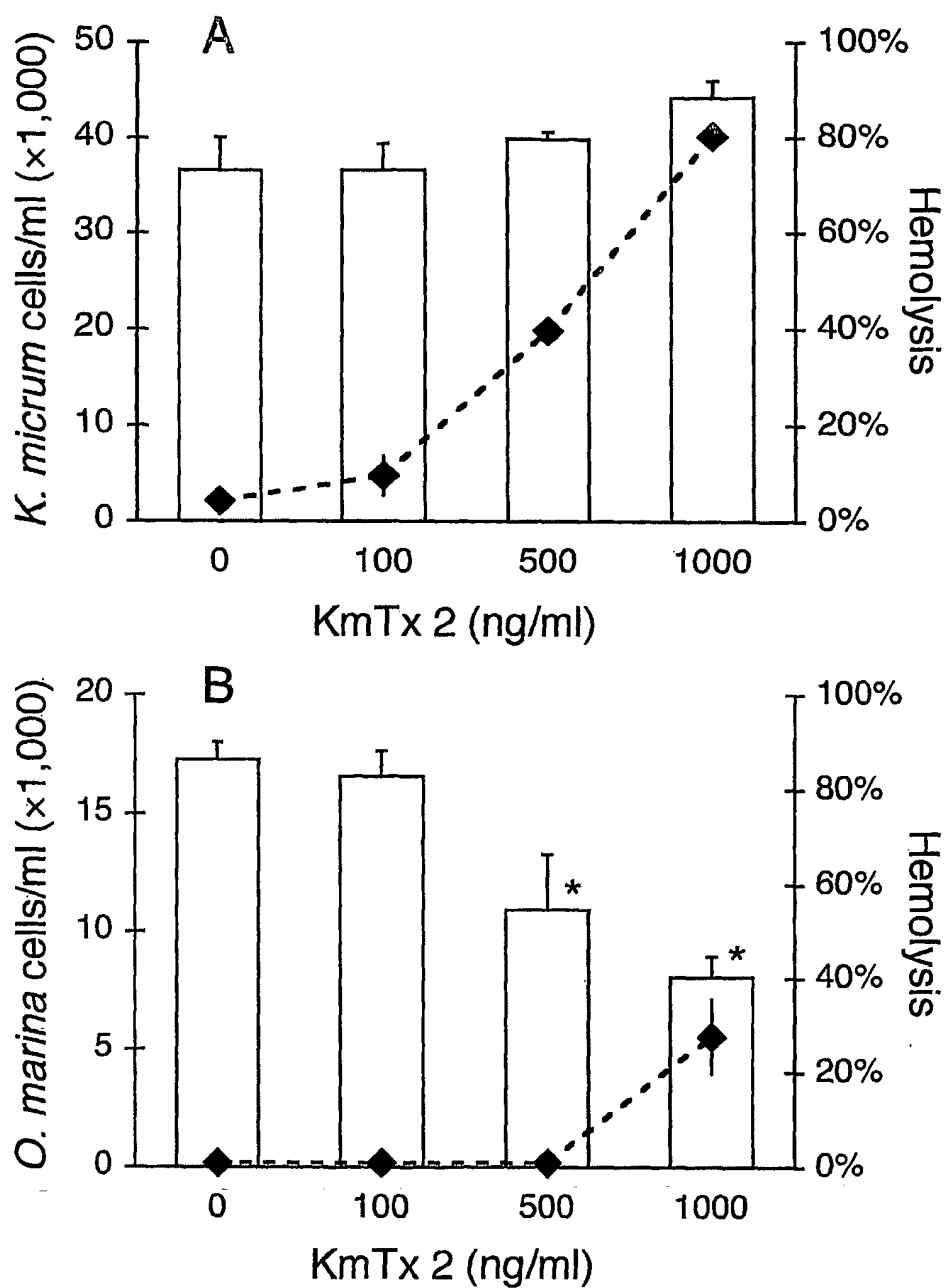 A
50
40
30
20
10
0
K. micrum cells/ml (×1,000)
100%
80%
60%
40%
20%
0%
Hemolysis
0 100 500 1000
KmTx 2 (ng/ml)
B
20
15
10
5
0
O. marina cells/ml (×1,000)
*
*
100%
80%
60%
40%
20%
0%
Hemolysis
0 100 500 1000
KmTx 2 (ng/ml)